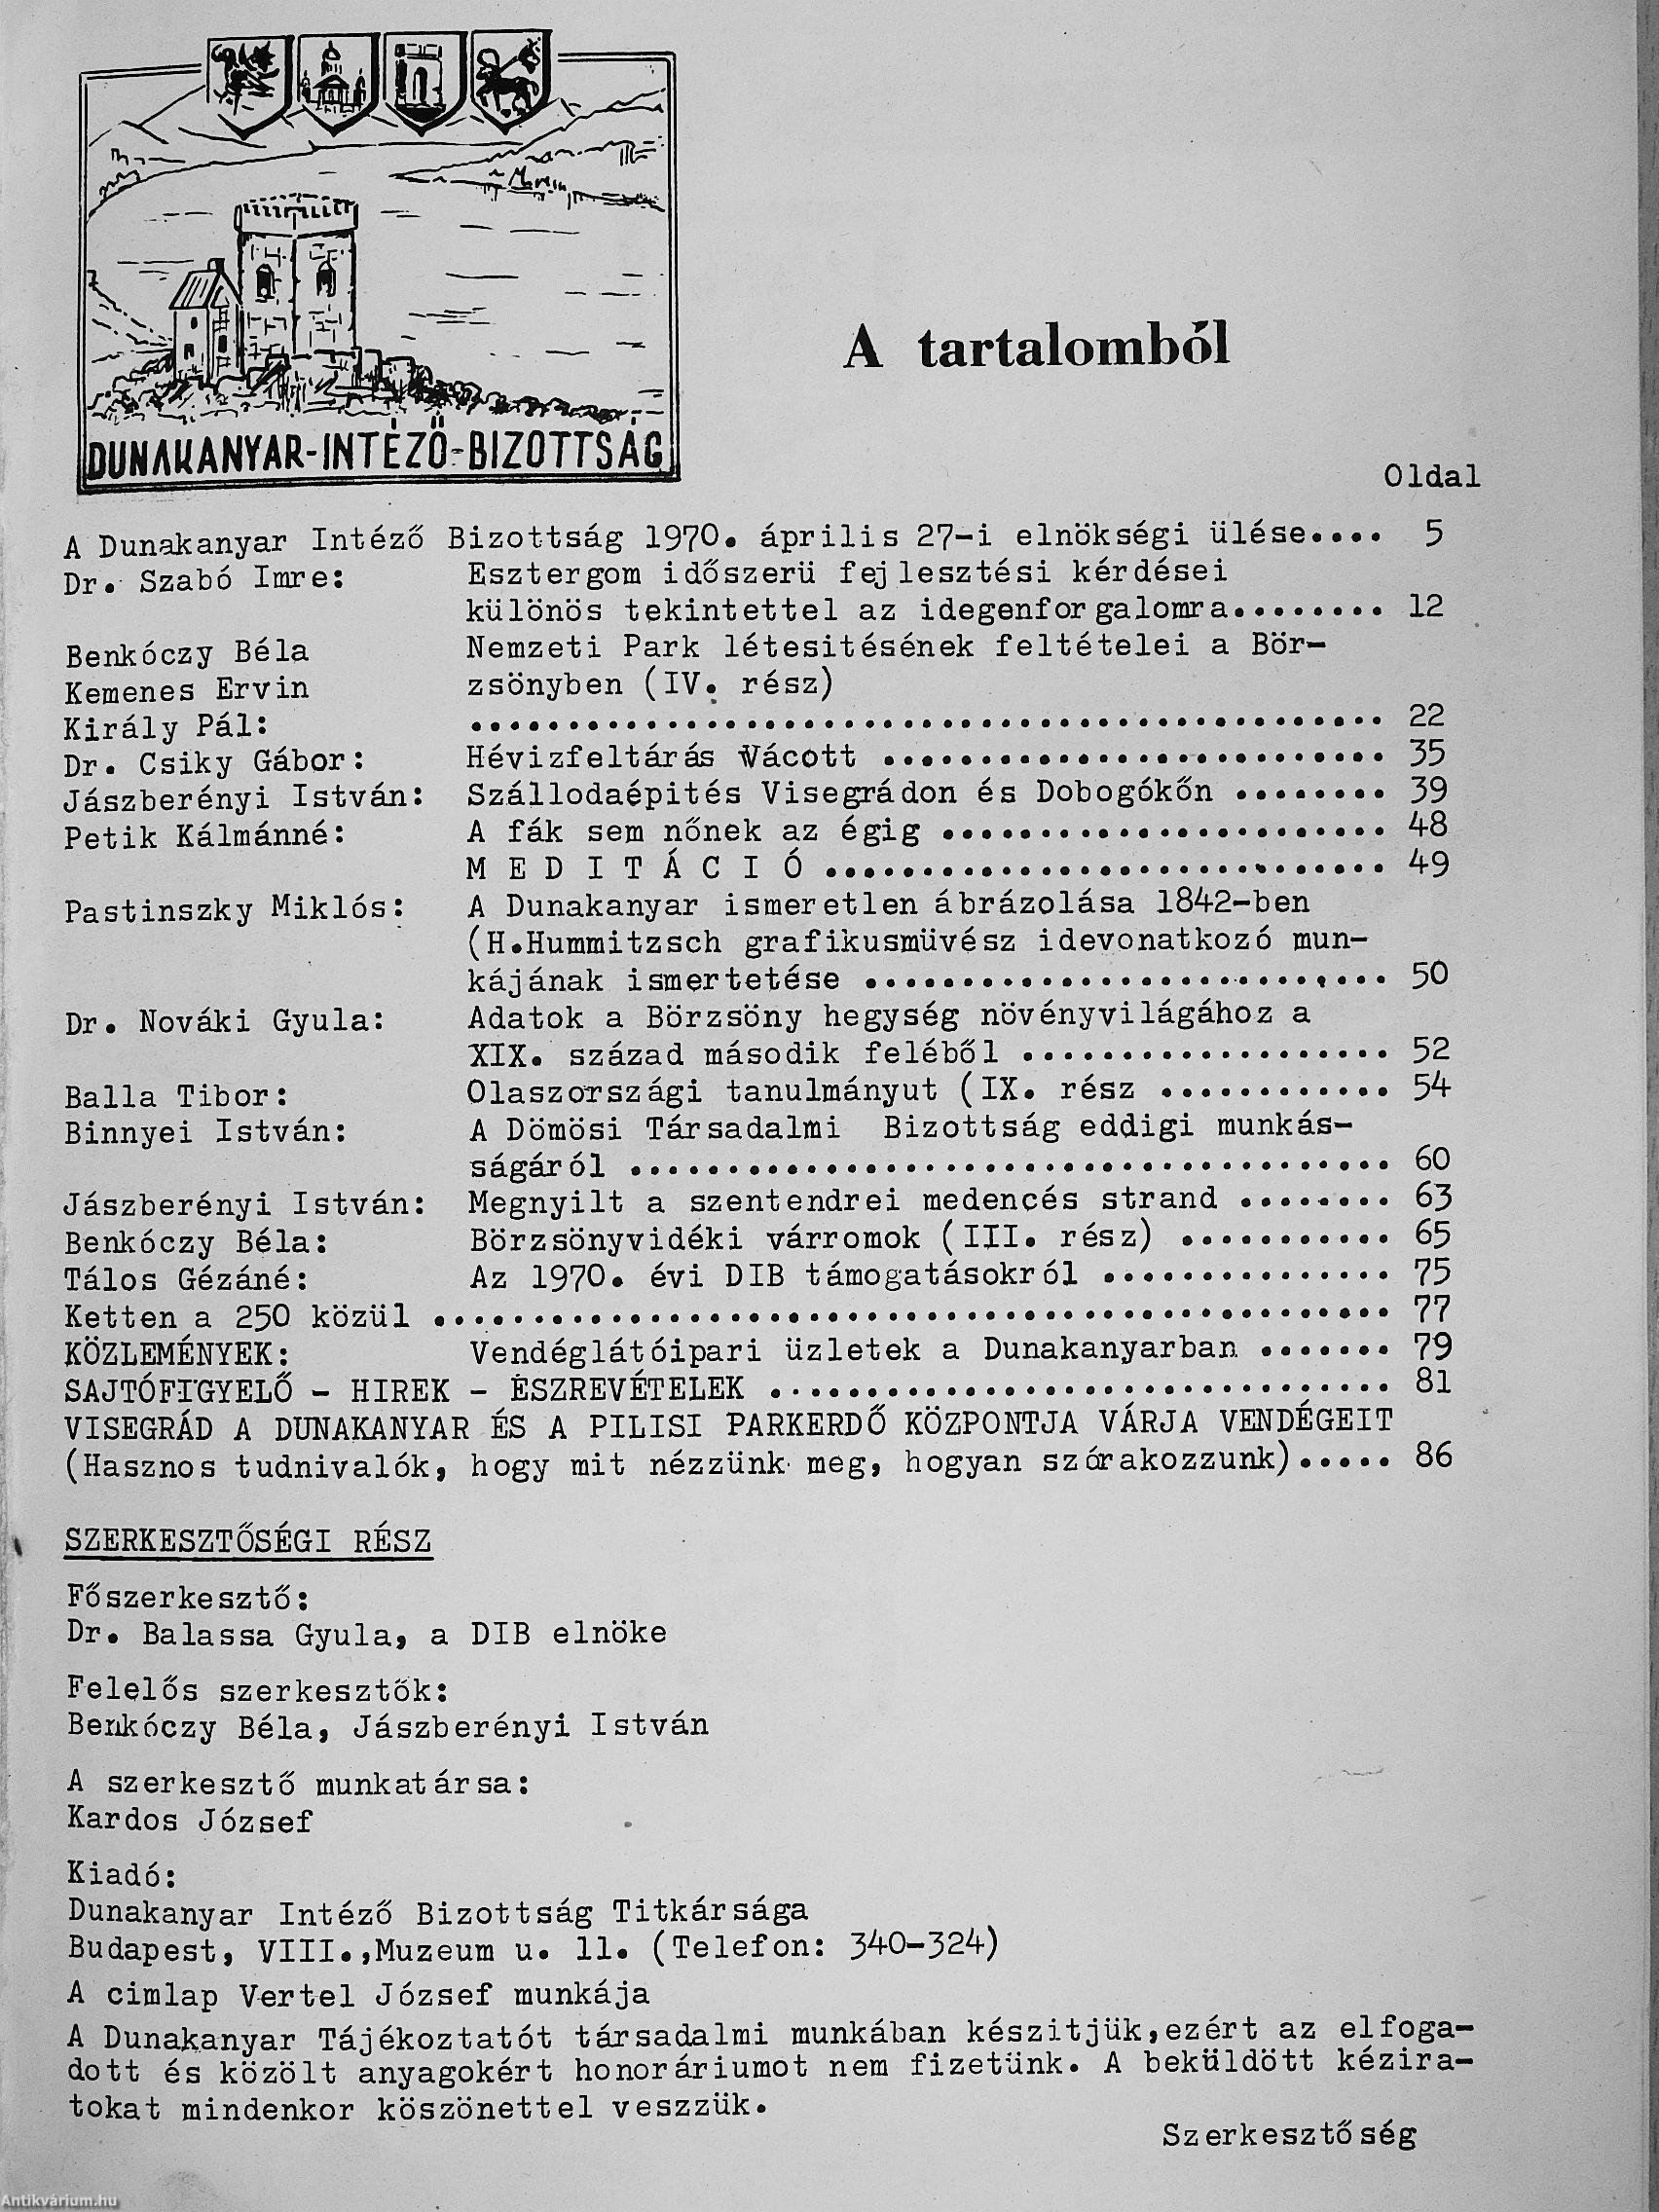 DUNAKANYAR-INTÉZŐ-BIZOTTSÁG
A tartalomból
Oldal
A Dunakanyar Intéző Bizottság 1970. április 27-i elnökségi ülése.... 5
Dr. Szabó Imre: Esztergom időszerü fejlesztési kérdései
különös tekintettel az idegenforgalomra........ 12
Benkóczy Béla Nemzeti Park létesitésének feltételei a Bör-
Kemenes Ervin zsönyben (IV. rész)
Király Pál: ............................................... 22
Dr. Csiky Gábor: Hévizfeltárás Vácott .......................... 35
Jászberényi István: Szállodaépités Visegrádon és Dobogókőn ........ 39
Petik Kálmánné: A fák sem nőnek az égig ....................... 48
M E D I T Á C I Ó ............................. 49
Pastinszky Miklós: A Dunakanyar ismeretlen ábrázolása 1842-ben
(H.Hummitzsch grafikusmüvész idevonatkozó mun-
kájának ismertetése ........................... 50
Dr. Nováki Gyula: Adatok a Börzsöny hegység növényvilágához a
XIX. század második feléből ................... 52
Balla Tibor: Olaszországi tanulmányut (IX. rész ............ 54
Binnyei István: A Dömösi Társadalmi Bizottság eddigi munkás-
ságáról ....................................... 60
Jászberényi István: Megnyilt a szentendrei medencés strand ........ 63
Benkóczy Béla: Börzsönyvidéki várromok (III. rész) ........... 65
Tálos Gézáné: Az 1970. évi DIB támogatásokról ............... 75
Ketten a 250 közül ................................................. 77
KÖZLEMÉNYEK: Vendéglátóipari üzletek a Dunakanyarban ....... 79
SAJTÓFIGYELŐ - HIREK - ÉSZREVÉTELEK ................................ 81
VISEGRÁD A DUNAKANYAR ÉS A PILISI PARKERDŐ KÖZPONTJA VÁRJA VENDÉGEIT
(Hasznos tudnivalók, hogy mit nézzünk meg, hogyan szórakozzunk)..... 86
SZERKESZTŐSÉGI RÉSZ
Főszerkesztő:
Dr. Balassa Gyula, a DIB elnöke
Felelős szerkesztők:
Benkóczy Béla, Jászberényi István
A szerkesztő munkatársa:
Kardos József
Kiadó:
Dunakanyar Intéző Bizottság Titkársága
Budapest, VIII.,Muzeum u. 11. (Telefon: 340-324)
A cimlap Vertel József munkája
A Dunakanyar Tájékoztatót társadalmi munkában készitjük,ezért az elfoga-
dott és közölt anyagokért honoráriumot nem fizetünk. A beküldött kézira-
tokat mindenkor köszönettel veszzük.
Szerkesztőség
Antikvárium.hu